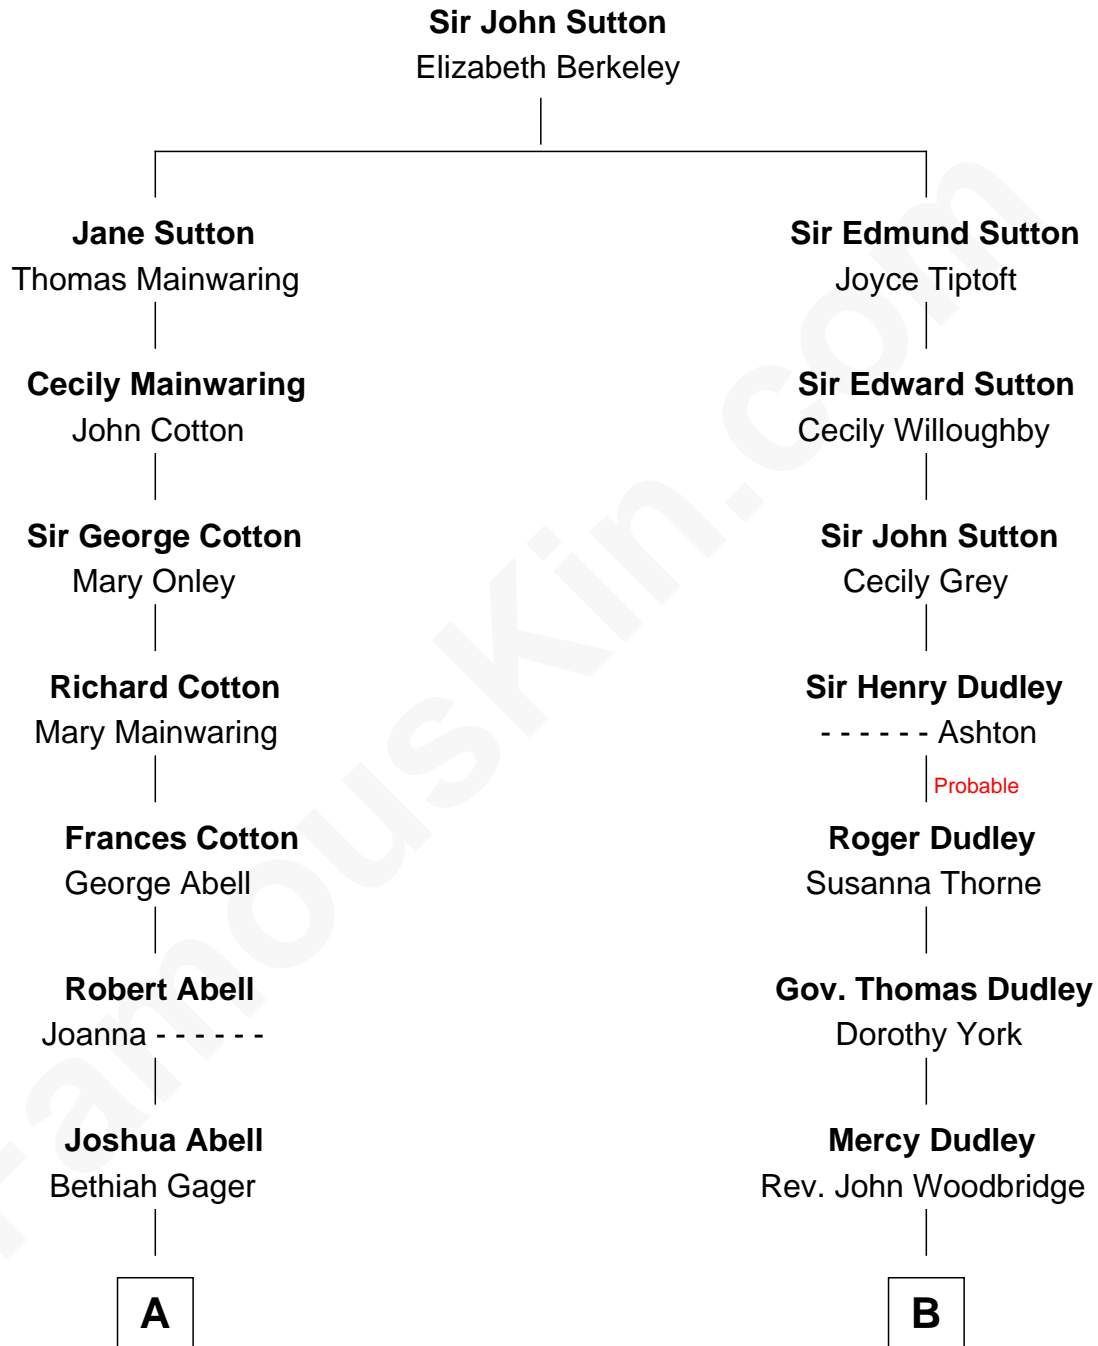 Sir John Sutton
Elizabeth Berkeley
Jane Sutton
Thomas Mainwaring
Sir Edmund Sutton
Joyce Tiptoft
Cecily Mainwaring
John Cotton
Sir Edward Sutton
Cecily Willoughby
Sir George Cotton
Mary Onley
Sir John Sutton
Cecily Grey
Richard Cotton
Mary Mainwaring
Sir Henry Dudley
- - - - - - Ashton
Probable
Frances Cotton
George Abell
Roger Dudley
Susanna Thorne
Robert Abell
Joanna - - - - - -
Gov. Thomas Dudley
Dorothy York
Joshua Abell
Bethiah Gager
Mercy Dudley
Rev. John Woodbridge
A
B
FamousKin.com